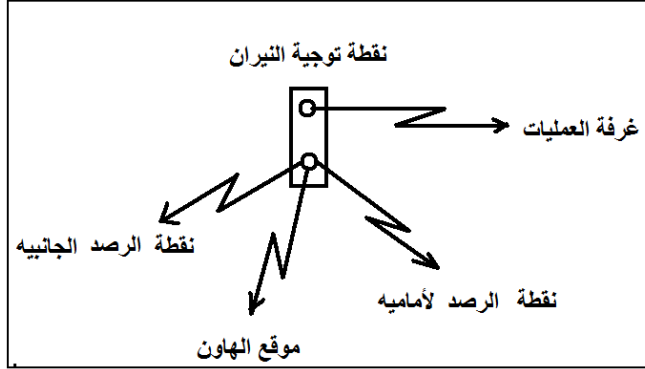 نقطة توجية النيران
غرفة العمليات
نقطة الرصد الجانبيه
نقطة الرصد لأماميه
موقع الهاون